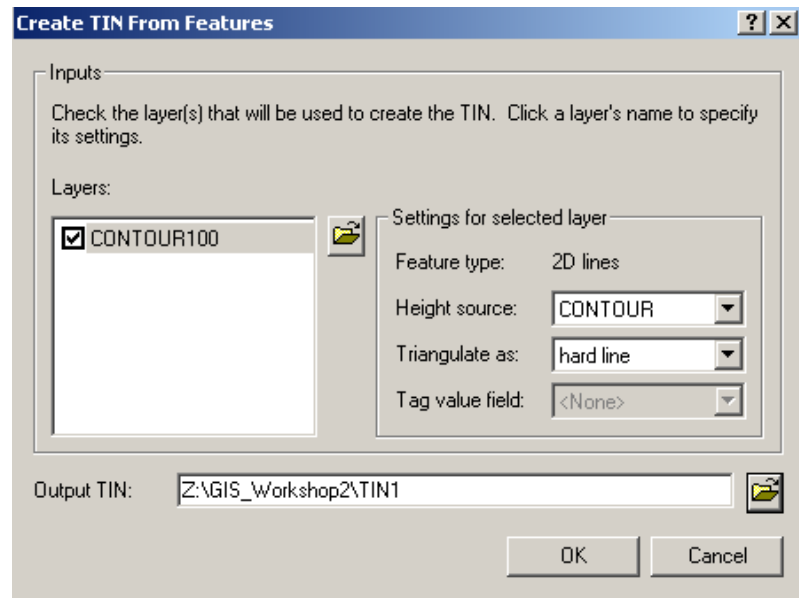 Create TIN From Features
Inputs
Check the layer(s) that will be used to create the TIN. Click a layer's name to specify
its settings.
Layers:
CONTOUR100
Settings for selected layer
Feature type: 2D lines
Height source: CONTOUR
Triangulate as: hard line
Tag value field: <None>
Output TIN: Z:\GIS_Workshop2\TIN1
OK Cancel